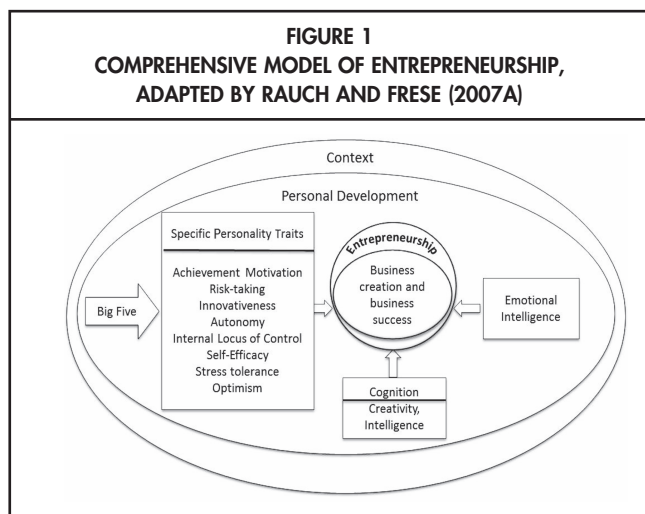 FIGURE 1
COMPREHENSIVE MODEL OF ENTREPRENEURSHIP,
ADAPTED BY RAUCH AND FRESE (2007A)
Context
Personal Development
Big Five
Specific Personality Traits
Achievement Motivation
Risk-taking
Innovativeness
Autonomy
Internal Locus of Control
Self-Efficacy
Stress tolerance
Optimism
Entrepreneurship
Business
creation and
business
success
Emotional
Intelligence
Cognition
Creativity,
Intelligence